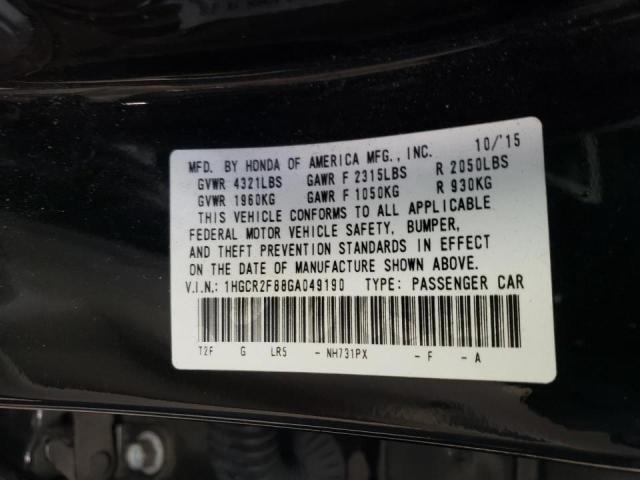 MFD. BY HONDA OF AMERICA MFG., INC. 10/'15
GVWR 4321LBS GAWR F 2315LBS R 2050LBS
GVWR 1960KG GAWR F 1050KG R 930KG
THIS VEHICLE CONFORMS TO ALL APPLICABLE
FEDERAL MOTOR VEHICLE SAFETY, BUMPER,
AND THEFT PREVENTION STANDARDS IN EFFECT
ON THE DATE OF MANUFACTURE SHOWN ABOVE.
V.I.N.: 1HGCR2F88GA049190 TYPE: PASSENGER CAR
T2F G LR5 - NH731PX - F - A